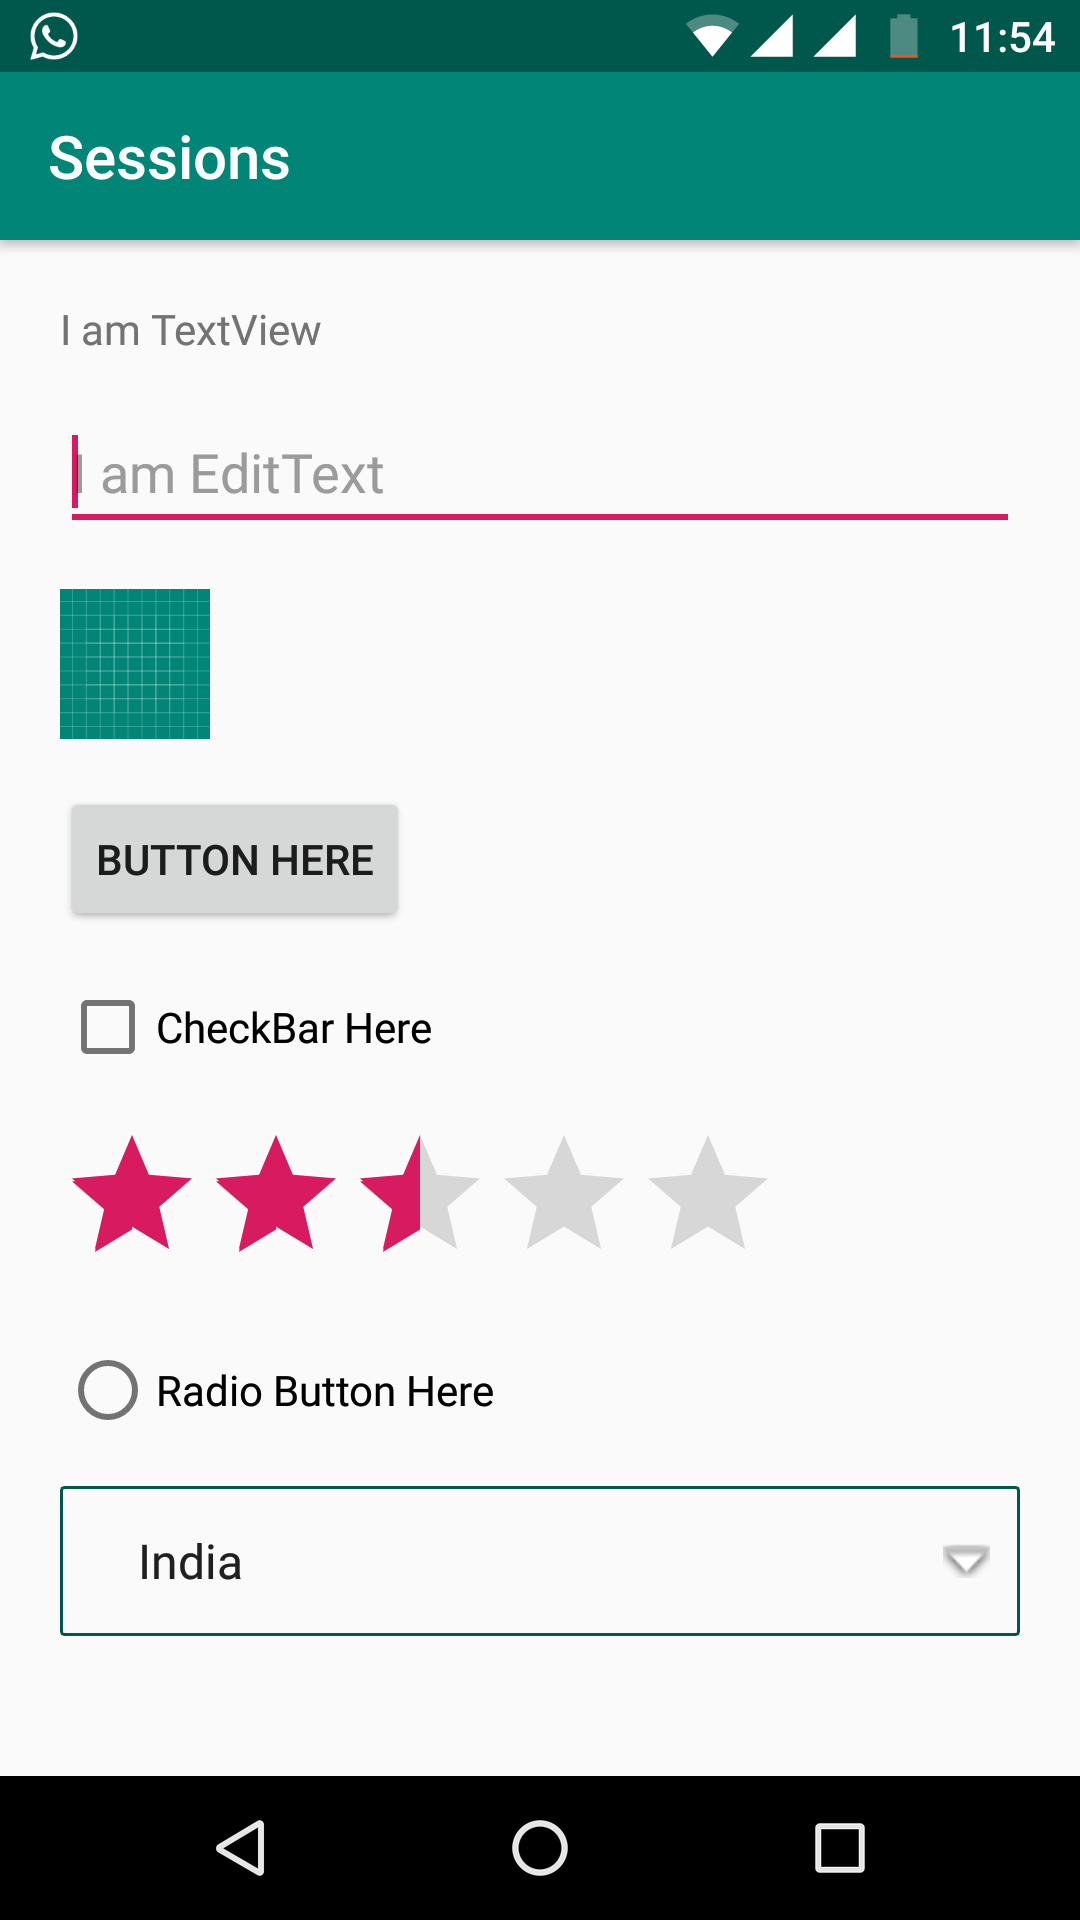 11:54
Sessions
I am TextView
I am EditText
BUTTON HERE
CheckBar Here
Radio Button Here
India